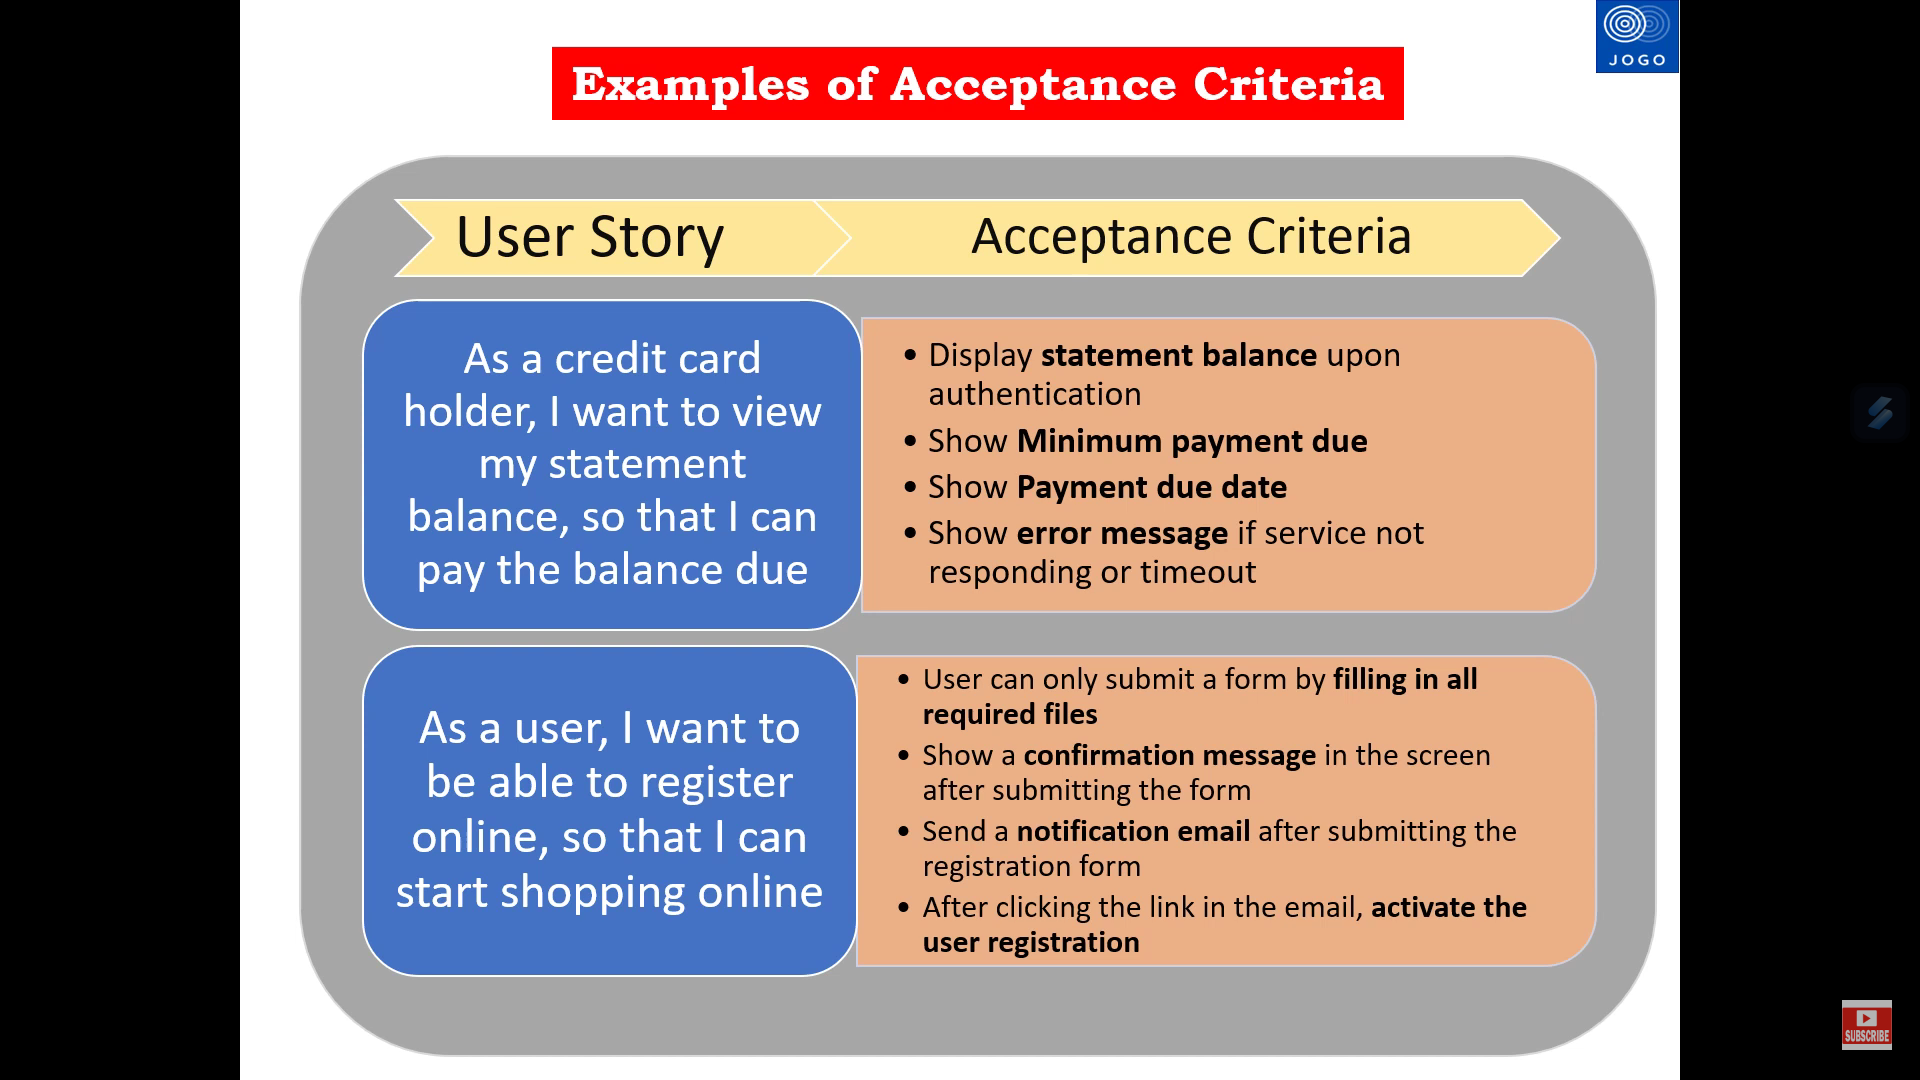 JOGO
Examples of Acceptance Criteria
User Story
Acceptance Criteria
As a credit card
holder, I want to view
my statement
balance, so that I can
pay the balance due
• Display statement balance upon
authentication
• Show Minimum payment due
• Show Payment due date
• Show error message if service not
responding or timeout
As a user, I want to
be able to register
online, so that I can
start shopping online
• User can only submit a form by filling in all
required files
• Show a confirmation message in the screen
after submitting the form
• Send a notification email after submitting the
registration form
• After clicking the link in the email, activate the
user registration
SUBSCRIBE